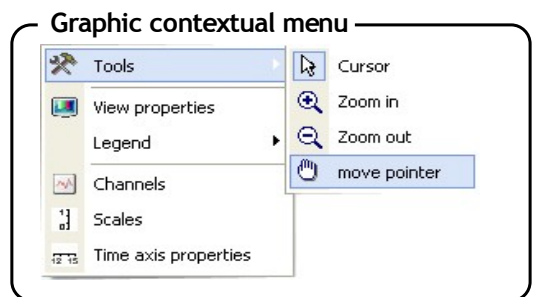 Graphic contextual menu
Tools
View properties
Legend
Channels
Scales
Time axis properties
Cursor
Zoom in
Zoom out
move pointer